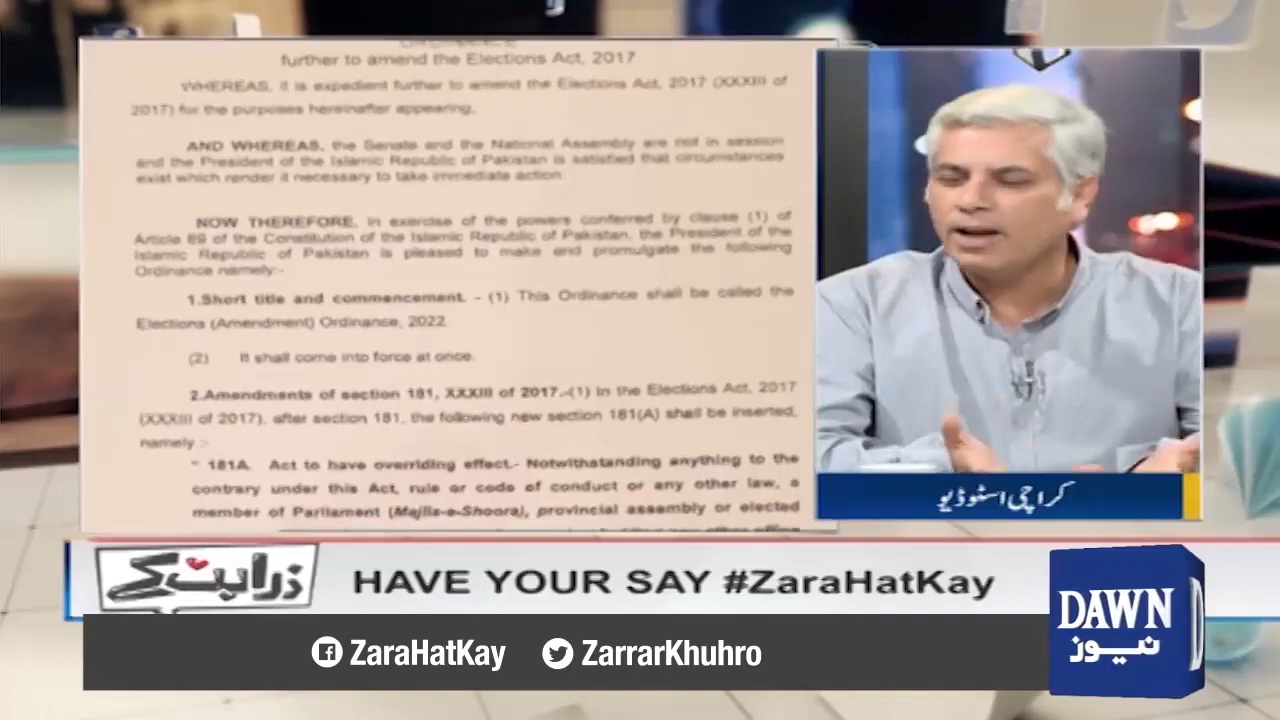 further to amend the Elections Act, 2017
WHEREAS, it is expedient further to amend the Elections Act, 2017 (XXXIII of
2017) for the purposes hereinafter appearing;
AND WHEREAS, the Senate and the National Assembly are not in session
and the President of the Islamic Republic of Pakistan is satisfied that circumstances
exist which render it necessary to take immediate action
NOW THEREFORE, in exercise of the powers conferred by clause (1) of
Article 89 of the Constitution of the Islamic Republic of Pakistan, the President of the
Islamic Republic of Pakistan is pleased to make and promulgate the following
Ordinance namely:-
1.Short title and commencement. - (1) This Ordinance shall be called the
Elections (Amendment) Ordinance, 2022.
(2) It shall come into force at once.
2.Amendments of section 181, XXXIII of 2017.-(1) In the Elections Act, 2017
(XXXIII of 2017), after section 181, the following new section 181(A) shall be inserted,
namely :-
" 181A. Act to have overriding effect.- Notwithstanding anything to the
contrary under this Act, rule or code of conduct or any other law, a
member of Parliament (Majlis-e-Shoora), provincial assembly or elected
کراچی اسٹوڈیو
ذرا ہٹ کے
HAVE YOUR SAY #ZaraHatKay
ZaraHatKay
ZarrarKhuhro
DAWN
نیوز